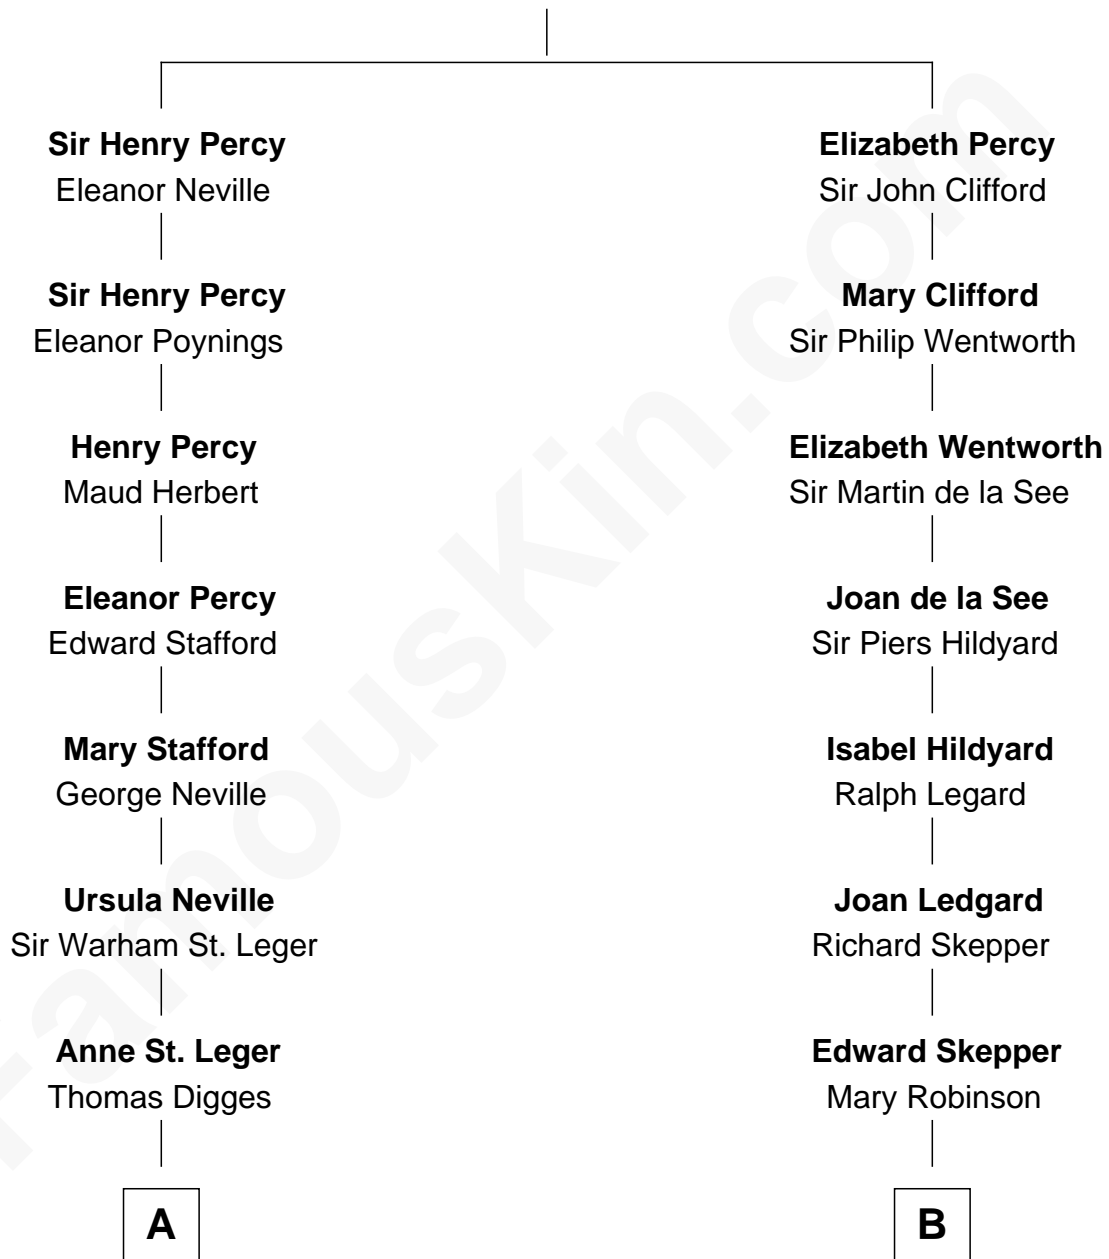 Sir Henry Percy
Eleanor Neville
Sir Henry Percy
Eleanor Poynings
Henry Percy
Maud Herbert
Eleanor Percy
Edward Stafford
Mary Stafford
George Neville
Ursula Neville
Sir Warham St. Leger
Anne St. Leger
Thomas Digges
A
Elizabeth Percy
Sir John Clifford
Mary Clifford
Sir Philip Wentworth
Elizabeth Wentworth
Sir Martin de la See
Joan de la See
Sir Piers Hildyard
Isabel Hildyard
Ralph Legard
Joan Ledgard
Richard Skepper
Edward Skepper
Mary Robinson
B
FamousKin.com